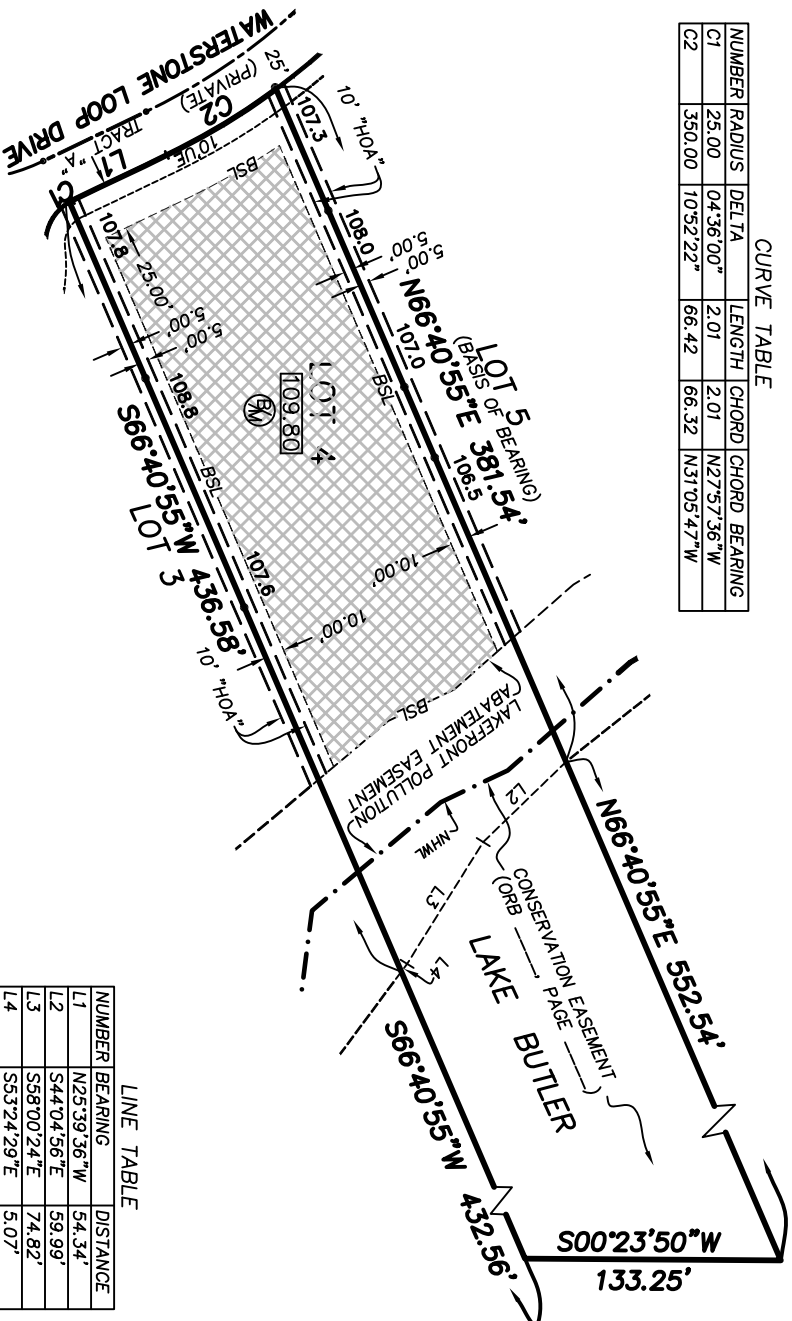 CURVE TABLE
NUMBER RADIUS DELTA LENGTH CHORD CHORD BEARING
C1 25.00 04°36'00" 2.01 2.01 N27°57'36"W
C2 350.00 10°52'22" 66.42 66.32 N31°05'47"W
WATERSTONE LOOP DRIVE
(PRIVATE)
TRACT "A"
25'
C2
L1
C1
10'UE
BSL
10' "HOA"
107.3
108.0
5.00'
5.00'
LOT 5
(BASIS OF BEARING)
N66°40'55"E 381.54'
107.0
106.5
BSL
10.00'
107.8
25.00'
5.00'
5.00'
108.8
LOT 4
109.80
BM
BSL
S66°40'55"W 436.58'
LOT 3
107.6
10.00'
10' "HOA"
BSL
LAKEFRONT POLLUTION
ABATEMENT EASEMENT
NHWL
L2
L3
L4
N66°40'55"E 552.54'
CONSERVATION EASEMENT
(ORB ______, PAGE ______)
LAKE BUTLER
S66°40'55"W 432.56'
S00°23'50"W
133.25'
LINE TABLE
NUMBER BEARING DISTANCE
L1 N25°39'36"W 54.34'
L2 S44°04'56"E 59.99'
L3 S58°00'24"E 74.82'
L4 S53°24'29"E 5.07'